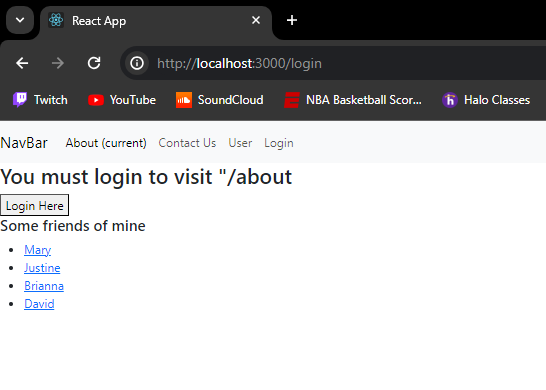 React App
http://localhost:3000/login
Twitch YouTube SoundCloud NBA Basketball Scor... Halo Classes
NavBar About (current) Contact Us User Login
You must login to visit "/about
Login Here
Some friends of mine
Mary
Justine
Brianna
David